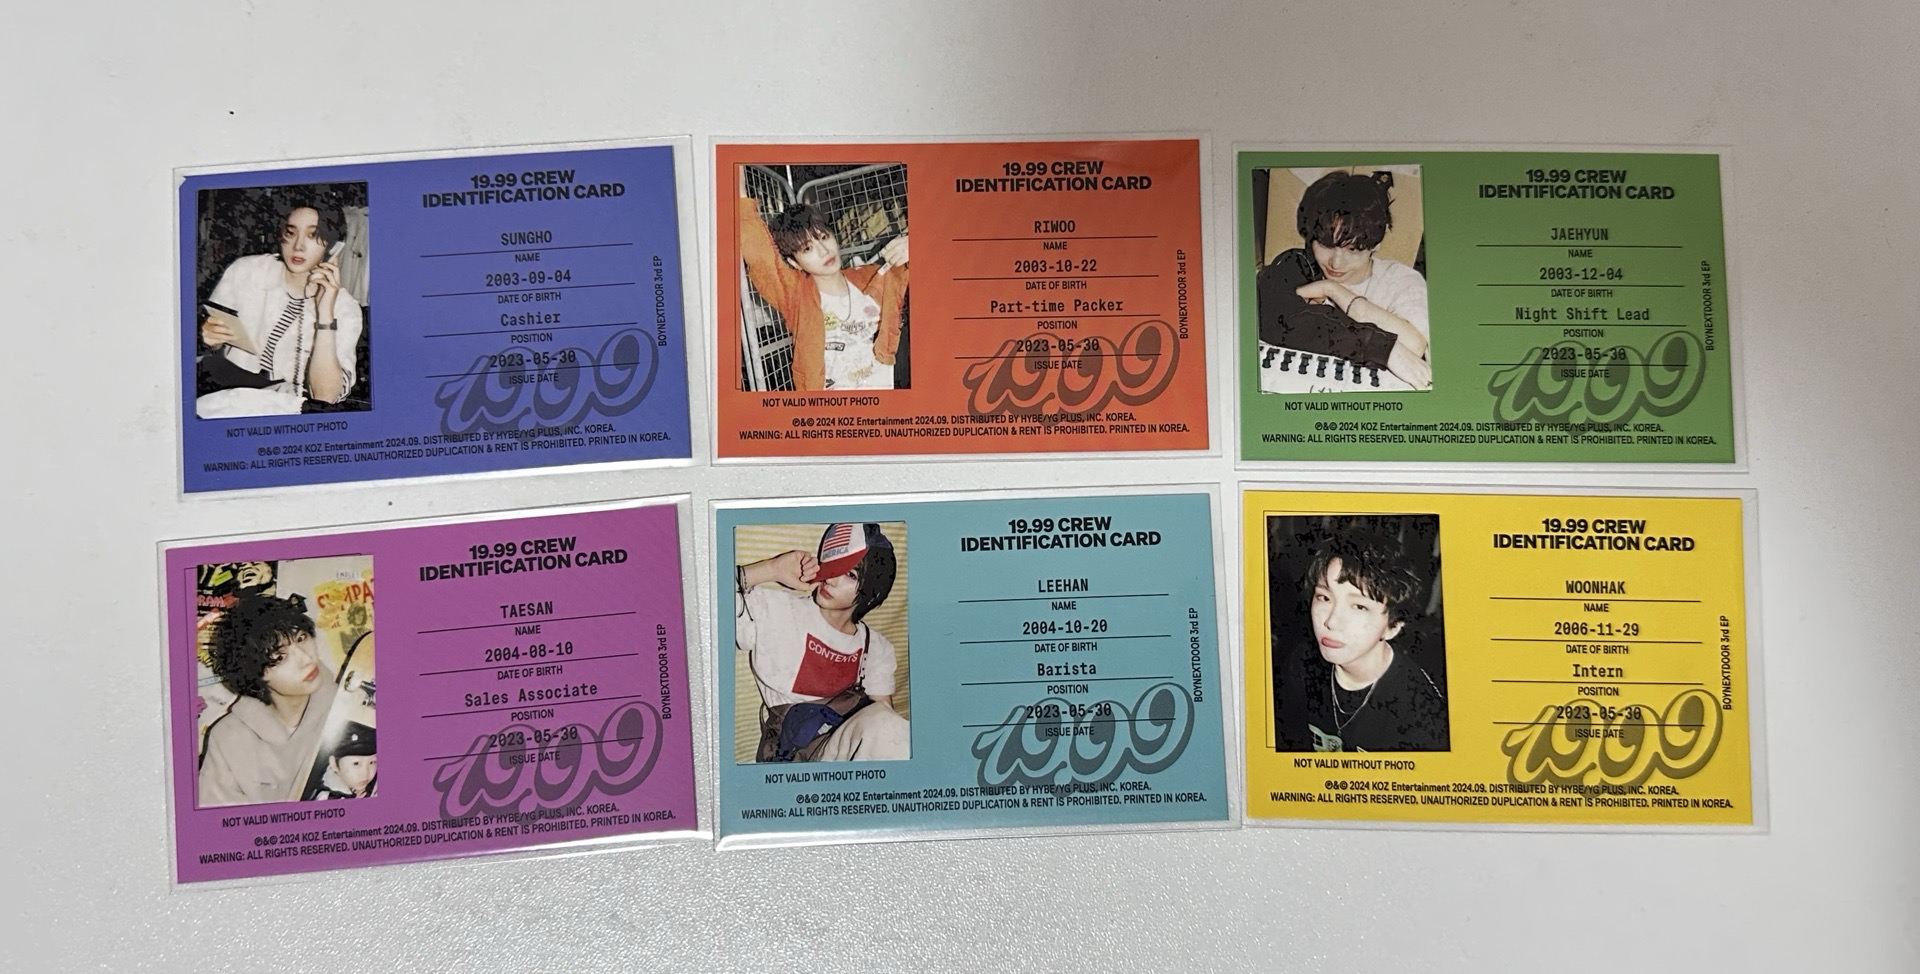 19.99 CREW
IDENTIFICATION CARD
SUNGHO
NAME
2003-09-04
DATE OF BIRTH
Cashier
POSITION
2023-05-30
ISSUE DATE
1999
BOYNEXTDOOR 3rd EP
NOT VALID WITHOUT PHOTO
℗&© 2024 KOZ Entertainment 2024.09. DISTRIBUTED BY HYBE/YG PLUS, INC. KOREA.
WARNING: ALL RIGHTS RESERVED. UNAUTHORIZED DUPLICATION & RENT IS PROHIBITED. PRINTED IN KOREA.
19.99 CREW
IDENTIFICATION CARD
RIWOO
NAME
2003-10-22
DATE OF BIRTH
Part-time Packer
POSITION
2023-05-30
ISSUE DATE
1999
BOYNEXTDOOR 3rd EP
NOT VALID WITHOUT PHOTO
℗&© 2024 KOZ Entertainment 2024.09. DISTRIBUTED BY HYBE/YG PLUS, INC. KOREA.
WARNING: ALL RIGHTS RESERVED. UNAUTHORIZED DUPLICATION & RENT IS PROHIBITED. PRINTED IN KOREA.
19.99 CREW
IDENTIFICATION CARD
JAEHYUN
NAME
2003-12-04
DATE OF BIRTH
Night Shift Lead
POSITION
2023-05-30
ISSUE DATE
1999
BOYNEXTDOOR 3rd EP
NOT VALID WITHOUT PHOTO
℗&© 2024 KOZ Entertainment 2024.09. DISTRIBUTED BY HYBE/YG PLUS, INC. KOREA.
WARNING: ALL RIGHTS RESERVED. UNAUTHORIZED DUPLICATION & RENT IS PROHIBITED. PRINTED IN KOREA.
19.99 CREW
IDENTIFICATION CARD
TAESAN
NAME
2004-08-10
DATE OF BIRTH
Sales Associate
POSITION
2023-05-30
ISSUE DATE
1999
BOYNEXTDOOR 3rd EP
NOT VALID WITHOUT PHOTO
℗&© 2024 KOZ Entertainment 2024.09. DISTRIBUTED BY HYBE/YG PLUS, INC. KOREA.
WARNING: ALL RIGHTS RESERVED. UNAUTHORIZED DUPLICATION & RENT IS PROHIBITED. PRINTED IN KOREA.
AMERICA
CONTENTS
19.99 CREW
IDENTIFICATION CARD
LEEHAN
NAME
2004-10-20
DATE OF BIRTH
Barista
POSITION
2023-05-30
ISSUE DATE
1999
BOYNEXTDOOR 3rd EP
NOT VALID WITHOUT PHOTO
℗&© 2024 KOZ Entertainment 2024.09. DISTRIBUTED BY HYBE/YG PLUS, INC. KOREA.
WARNING: ALL RIGHTS RESERVED. UNAUTHORIZED DUPLICATION & RENT IS PROHIBITED. PRINTED IN KOREA.
19.99 CREW
IDENTIFICATION CARD
WOONHAK
NAME
2006-11-29
DATE OF BIRTH
Intern
POSITION
2023-05-30
ISSUE DATE
1999
BOYNEXTDOOR 3rd EP
NOT VALID WITHOUT PHOTO
℗&© 2024 KOZ Entertainment 2024.09. DISTRIBUTED BY HYBE/YG PLUS, INC. KOREA.
WARNING: ALL RIGHTS RESERVED. UNAUTHORIZED DUPLICATION & RENT IS PROHIBITED. PRINTED IN KOREA.